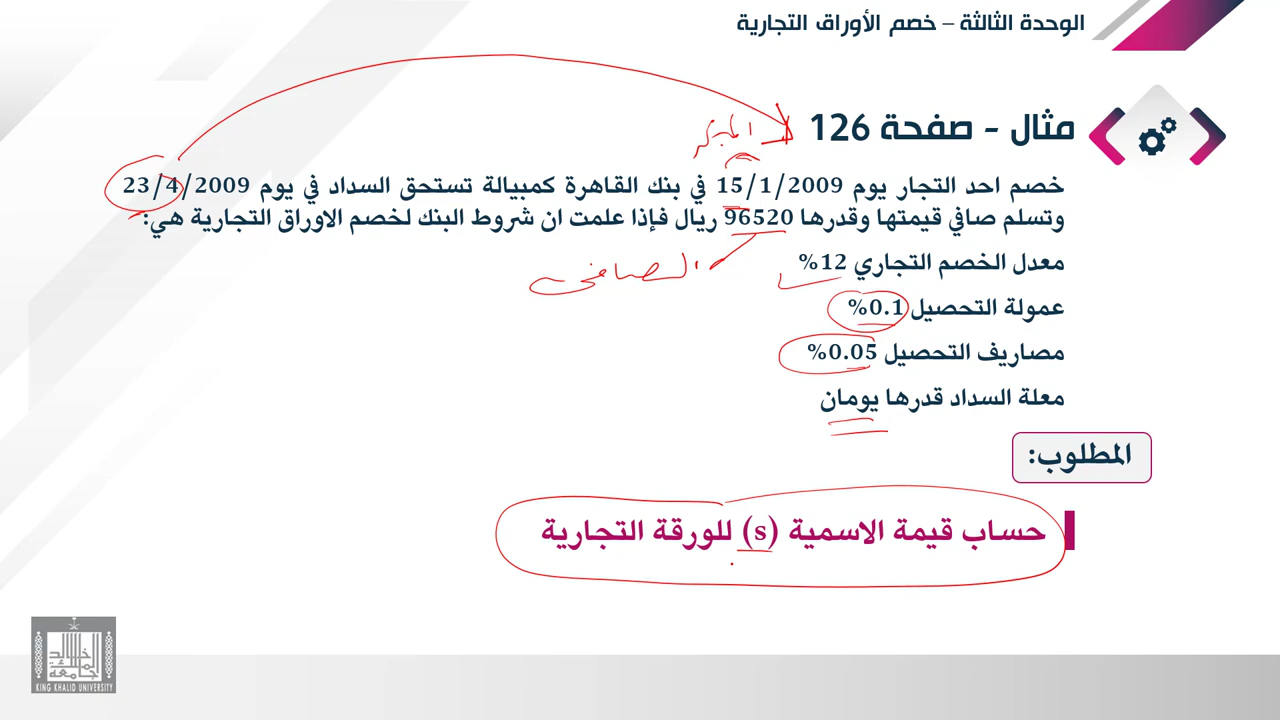 الوحدة الثالثة – خصم الأوراق التجارية
مثال - صفحة 126
خصم احد التجار يوم 15/1/2009 في بنك القاهرة كمبيالة تستحق السداد في يوم 23/4/2009
وتسلم صافي قيمتها وقدرها 96520 ريال فإذا علمت ان شروط البنك لخصم الاوراق التجارية هي:
معدل الخصم التجاري 12%
الصافي
عمولة التحصيل 0.1%
مصاريف التحصيل 0.05%
معلة السداد قدرها يومان
المطلوب:
حساب قيمة الاسمية (s) للورقة التجارية
جامعة الملك خالد
KING KHALID UNIVERSITY